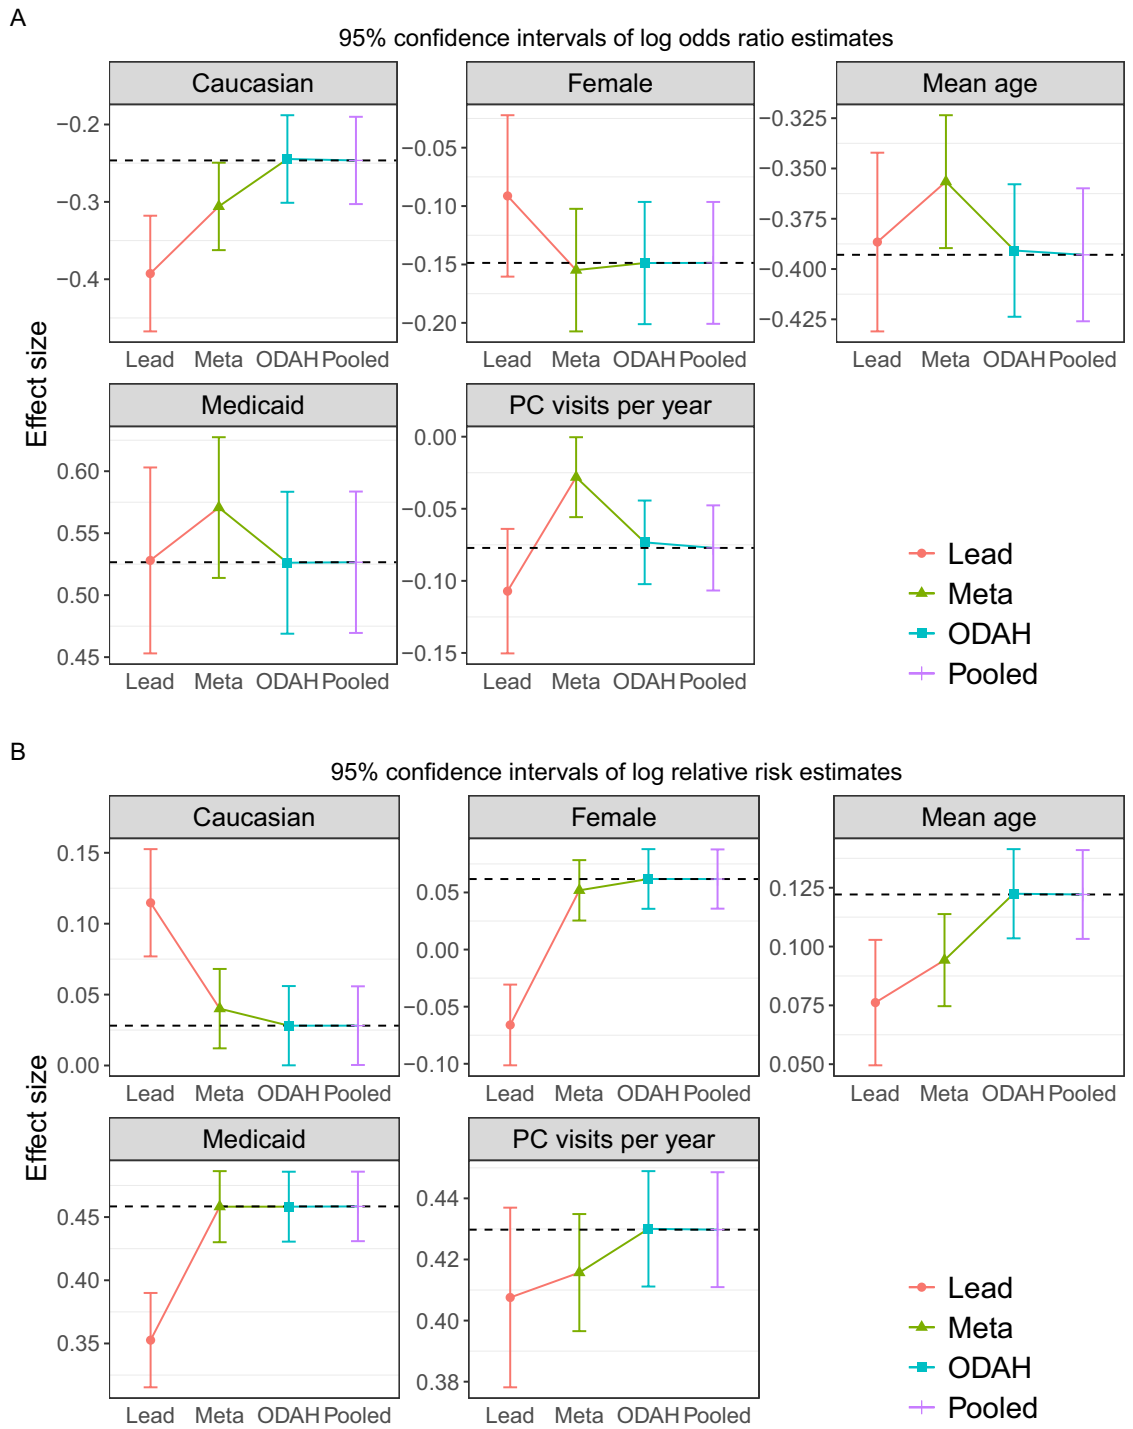 A
95% confidence intervals of log odds ratio estimates
Effect size
Caucasian
−0.2
−0.3
−0.4
Lead Meta ODAH Pooled
Female
−0.05
−0.10
−0.15
−0.20
Lead Meta ODAH Pooled
Mean age
−0.325
−0.350
−0.375
−0.400
−0.425
Lead Meta ODAH Pooled
Medicaid
0.60
0.55
0.50
0.45
Lead Meta ODAH Pooled
PC visits per year
0.00
−0.05
−0.10
−0.15
Lead Meta ODAH Pooled
Lead
Meta
ODAH
Pooled
B
95% confidence intervals of log relative risk estimates
Effect size
Caucasian
0.15
0.10
0.05
0.00
Lead Meta ODAH Pooled
Female
0.05
0.00
−0.05
−0.10
Lead Meta ODAH Pooled
Mean age
0.125
0.100
0.075
0.050
Lead Meta ODAH Pooled
Medicaid
0.45
0.40
0.35
Lead Meta ODAH Pooled
PC visits per year
0.44
0.42
0.40
0.38
Lead Meta ODAH Pooled
Lead
Meta
ODAH
Pooled